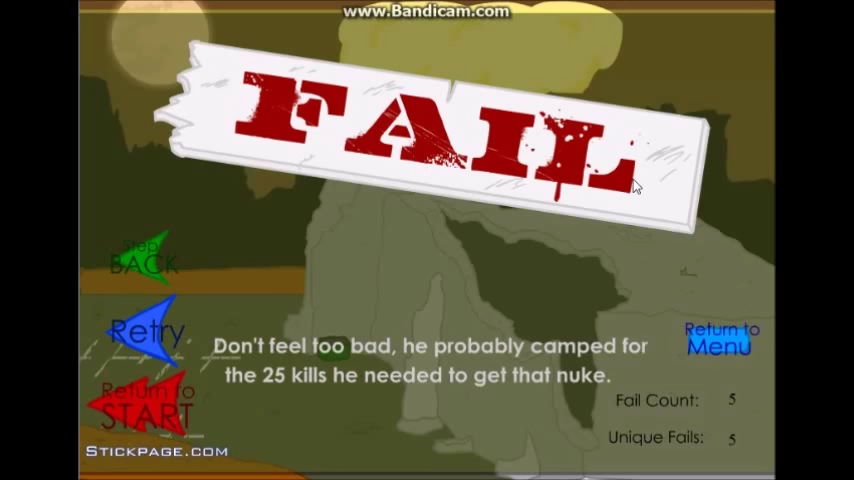 www.Bandicam.com
FAIL
Step
BACK
Retry
Return to
START
Don't feel too bad, he probably camped for
the 25 kills he needed to get that nuke.
Return to
Menu
Fail Count: 5
Unique Fails: 5
STICKPAGE.COM